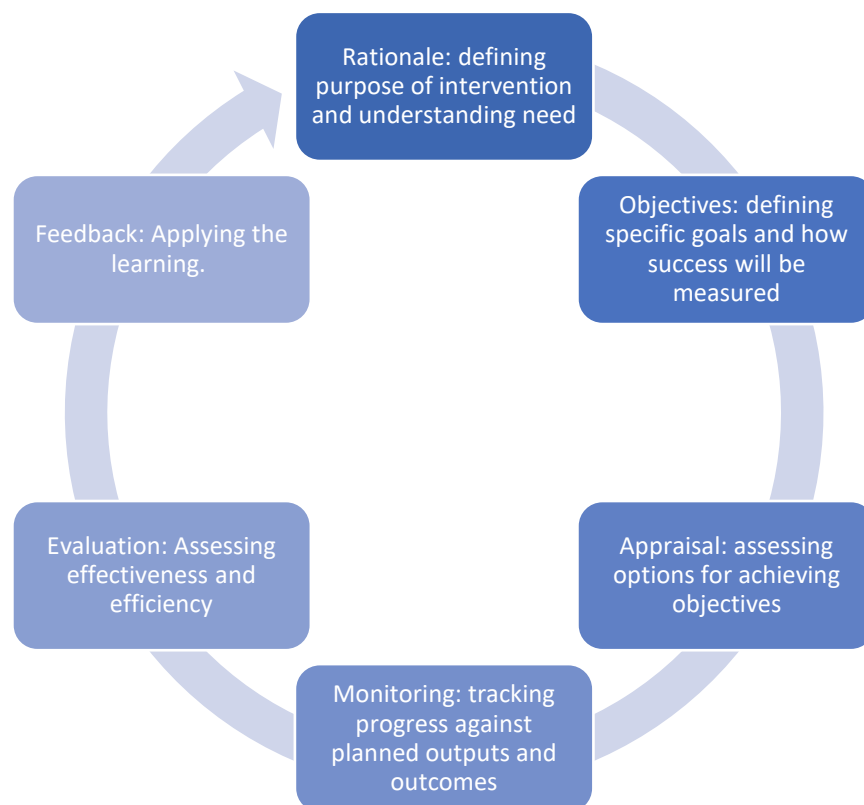 Rationale: defining
purpose of intervention
and understanding need
Objectives: defining
specific goals and how
success will be
measured
Appraisal: assessing
options for achieving
objectives
Monitoring: tracking
progress against
planned outputs and
outcomes
Evaluation: Assessing
effectiveness and
efficiency
Feedback: Applying the
learning.